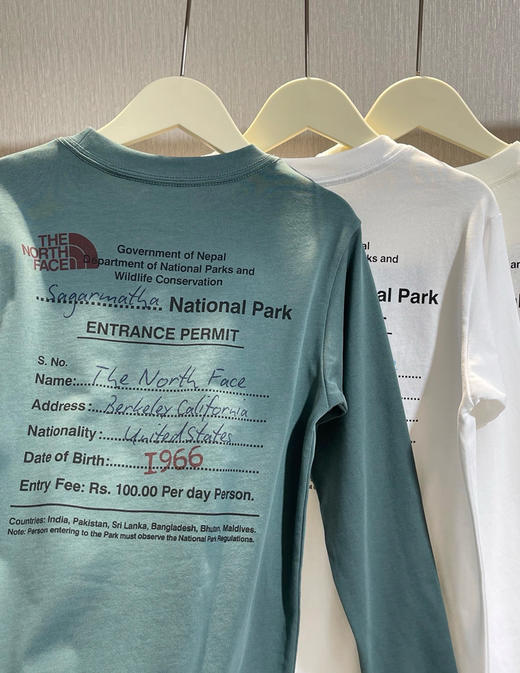 THE
NORTH
FACE
Government of Nepal
Department of National Parks and
Wildlife Conservation
Sagarmatha National Park
ENTRANCE PERMIT
S. No.
Name:....The North Face
Address:...Berkeley California
Nationality:......United States
Date of Birth:......1966
Entry Fee: Rs. 100.00 Per day Person.
Countries: India, Pakistan, Sri Lanka, Bangladesh, Bhutan, Maldives.
Note: Person entering to the Park must observe the National Park Regulations.
al
ks and
nal Park